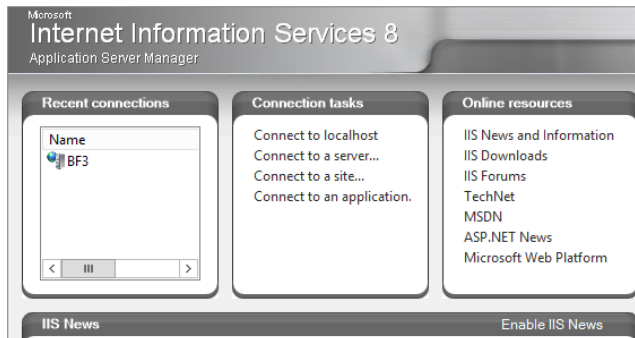 Microsoft
Internet Information Services 8
Application Server Manager
Recent connections
Name
BF3
Connection tasks
Connect to localhost
Connect to a server...
Connect to a site...
Connect to an application.
Online resources
IIS News and Information
IIS Downloads
IIS Forums
TechNet
MSDN
ASP.NET News
Microsoft Web Platform
IIS News
Enable IIS News